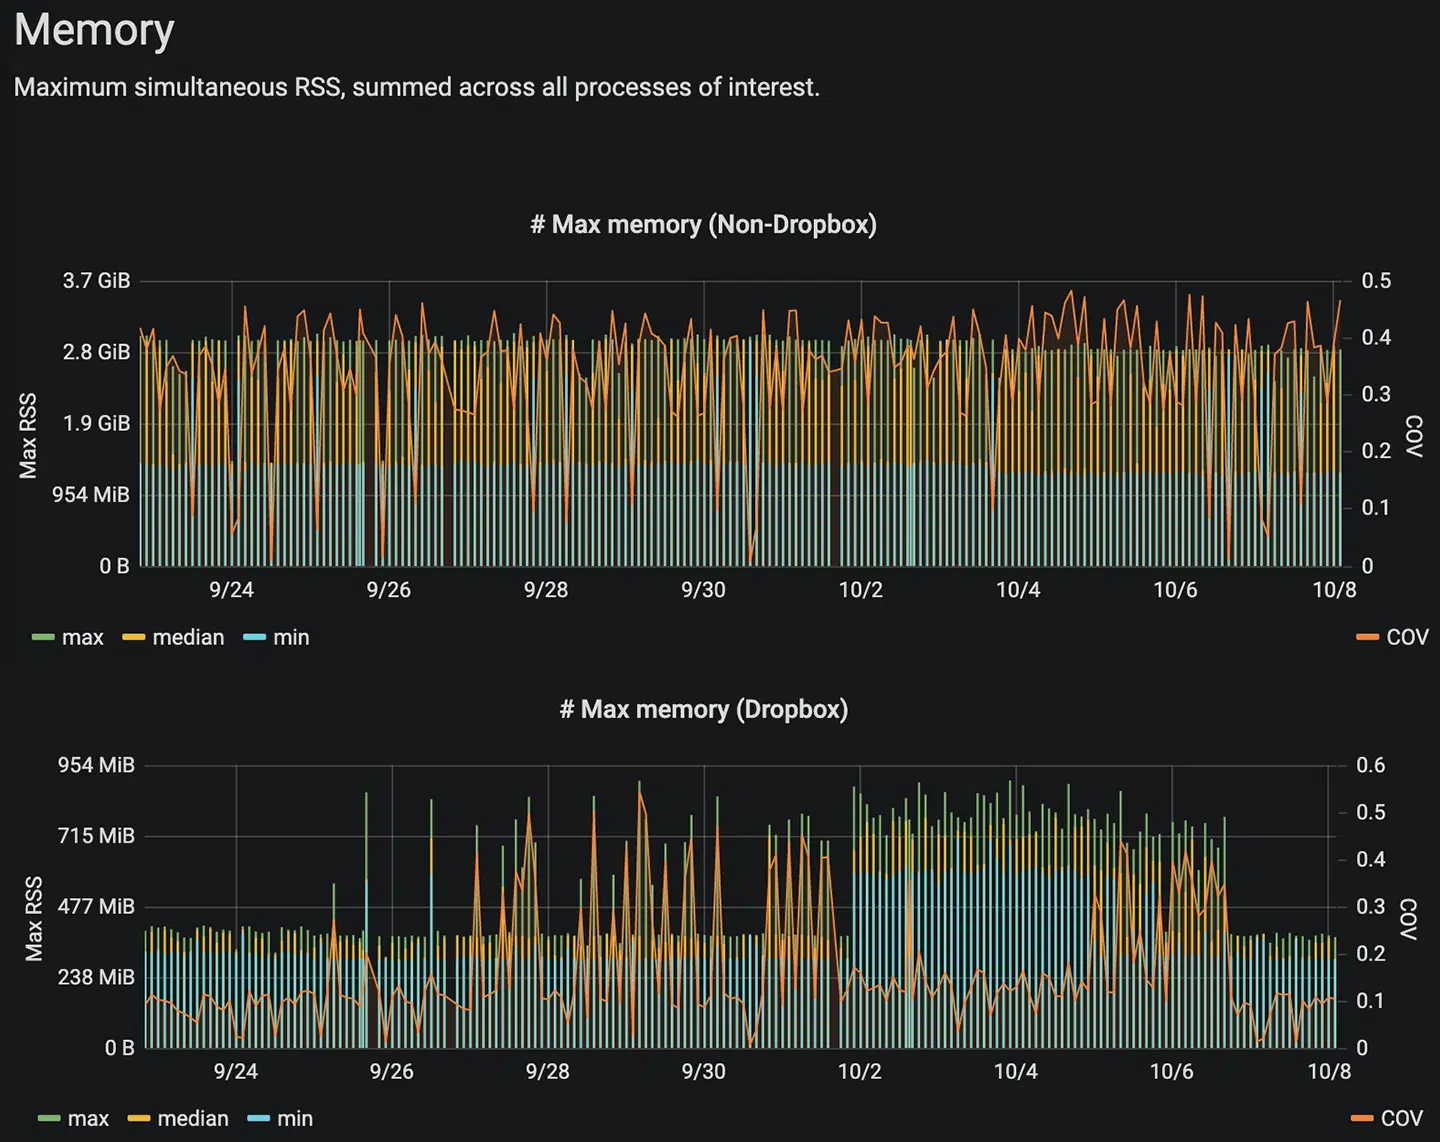 Memory
Maximum simultaneous RSS, summed across all processes of interest.
# Max memory (Non-Dropbox)
3.7 GiB
2.8 GiB
1.9 GiB
954 MiB
0 B
Max RSS
0.5
0.4
0.3
0.2
0.1
0
COV
9/24 9/26 9/28 9/30 10/2 10/4 10/6 10/8
max median min COV
# Max memory (Dropbox)
954 MiB
715 MiB
477 MiB
238 MiB
0 B
Max RSS
0.6
0.5
0.4
0.3
0.2
0.1
0
COV
9/24 9/26 9/28 9/30 10/2 10/4 10/6 10/8
max median min COV